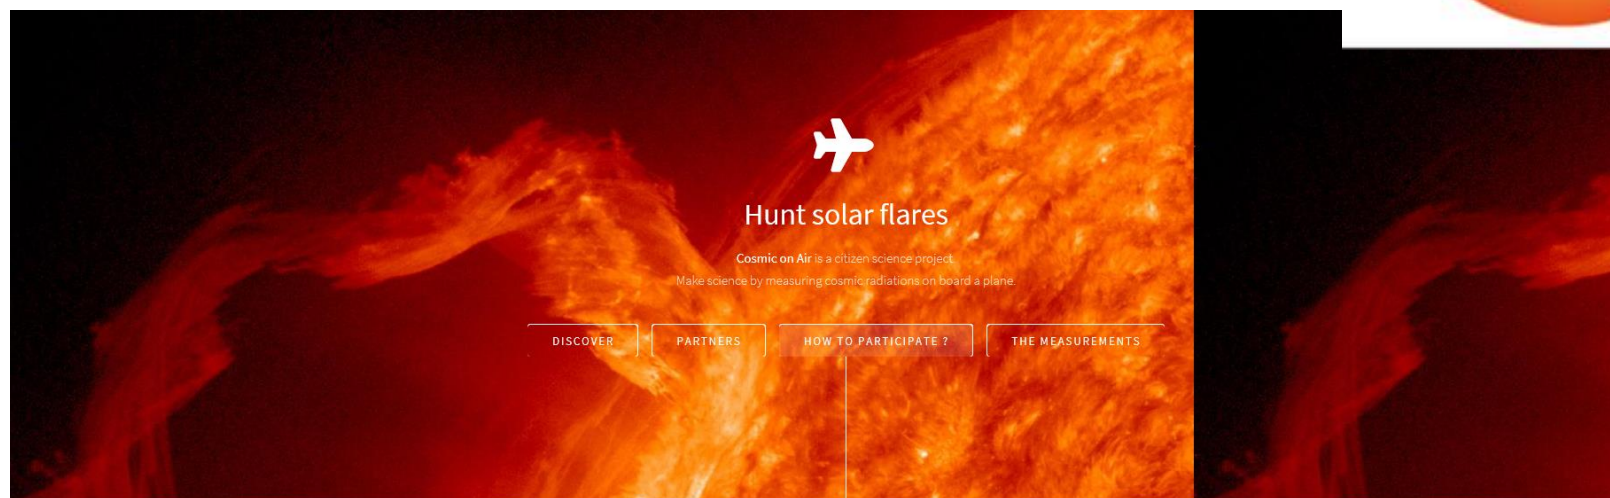 Hunt solar flares
Cosmic on Air is a citizen science project.
Make science by measuring cosmic radiations on board a plane.
DISCOVER
PARTNERS
HOW TO PARTICIPATE ?
THE MEASUREMENTS